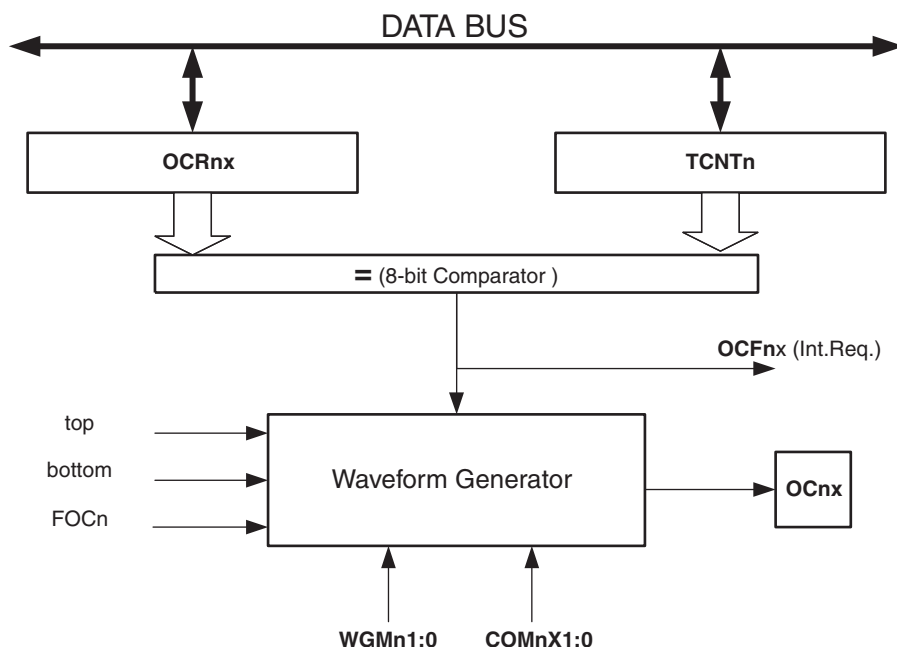 DATA BUS
OCRnx
TCNTn
= (8-bit Comparator )
OCFnx (Int.Req.)
top
bottom
FOCn
Waveform Generator
OCnx
WGMn1:0
COMnX1:0